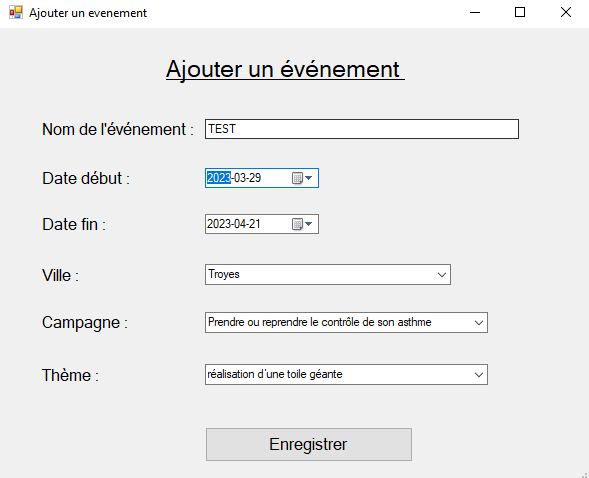 Ajouter un evenement
Ajouter un événement
Nom de l'événement : TEST
Date début : 2023-03-29
Date fin : 2023-04-21
Ville : Troyes
Campagne : Prendre ou reprendre le contrôle de son asthme
Thème : réalisation d'une toile géante
Enregistrer